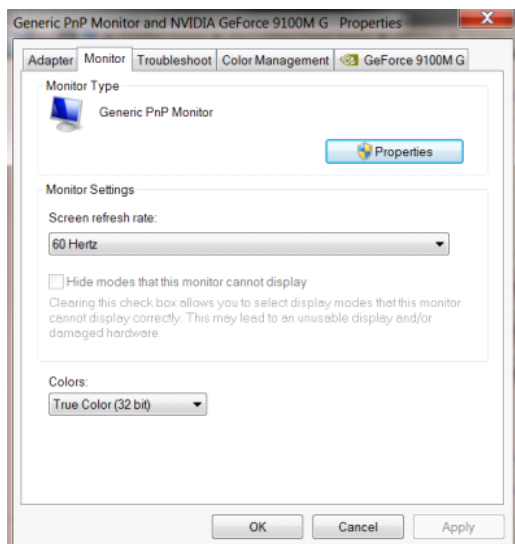 Generic PnP Monitor and NVIDIA GeForce 9100M G Properties
X
Adapter Monitor Troubleshoot Color Management GeForce 9100M G
Monitor Type
Generic PnP Monitor
Properties
Monitor Settings
Screen refresh rate:
60 Hertz
Hide modes that this monitor cannot display
Clearing this check box allows you to select display modes that this monitor
cannot display correctly. This may lead to an unusable display and/or
damaged hardware.
Colors:
True Color (32 bit)
OK Cancel Apply